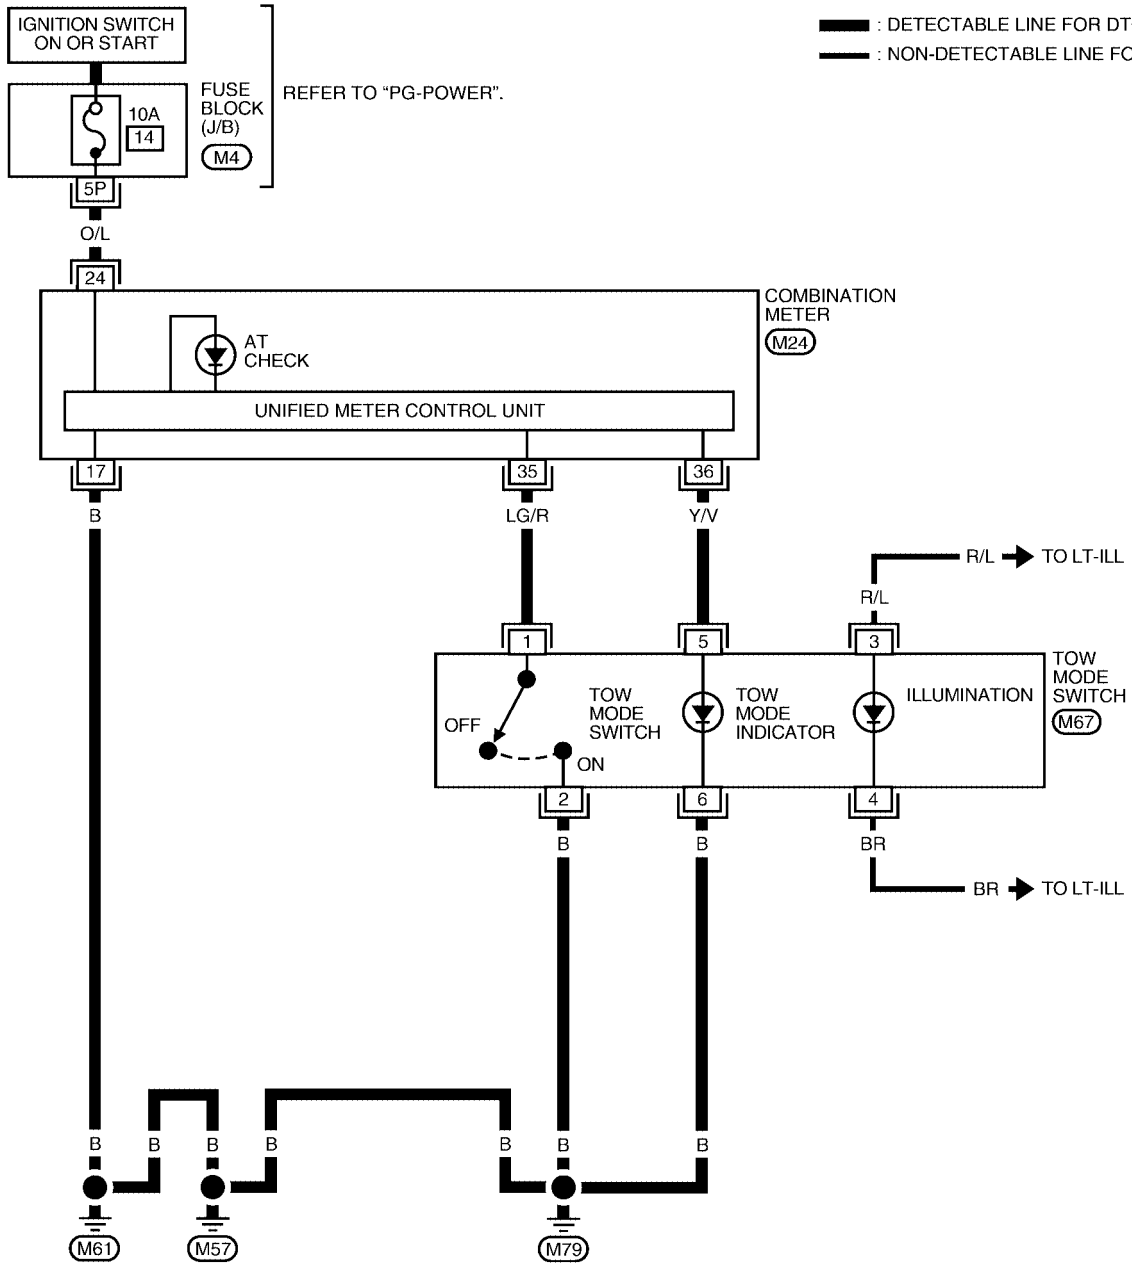 IGNITION SWITCH
ON OR START
: DETECTABLE LINE FOR DT
: NON-DETECTABLE LINE FO
FUSE
BLOCK
(J/B)
M4
REFER TO “PG-POWER”.
10A
14
5P
O/L
24
COMBINATION
METER
M24
AT
CHECK
UNIFIED METER CONTROL UNIT
17
35
36
B
LG/R
Y/V
R/L
TO LT-ILL
R/L
1
5
3
TOW
MODE
SWITCH
M67
OFF
ON
TOW
MODE
SWITCH
TOW
MODE
INDICATOR
ILLUMINATION
2
6
4
B
B
BR
BR
TO LT-ILL
B
B
B
B
B
B
B
M61
M57
M79